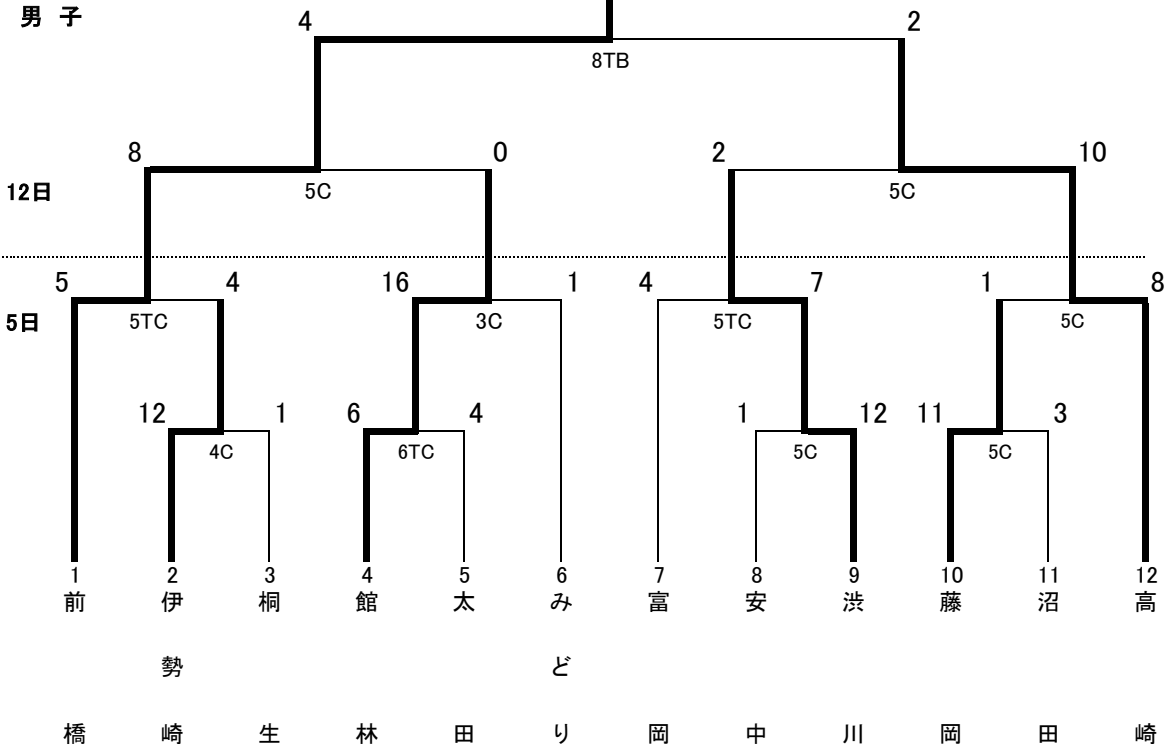 男 子
4 2
8TB
8 0 2 10
12日
5C 5C
5 4 16 1 4 7 1 8
5日
5TC 3C 5TC 5C
12 1 6 4 1 12 11 3
4C 6TC 5C 5C
1 2 3 4 5 6 7 8 9 10 11 12
前橋
伊勢崎
桐生
館林
太田
みどり
富岡
安中
渋川
藤岡
沼田
高崎